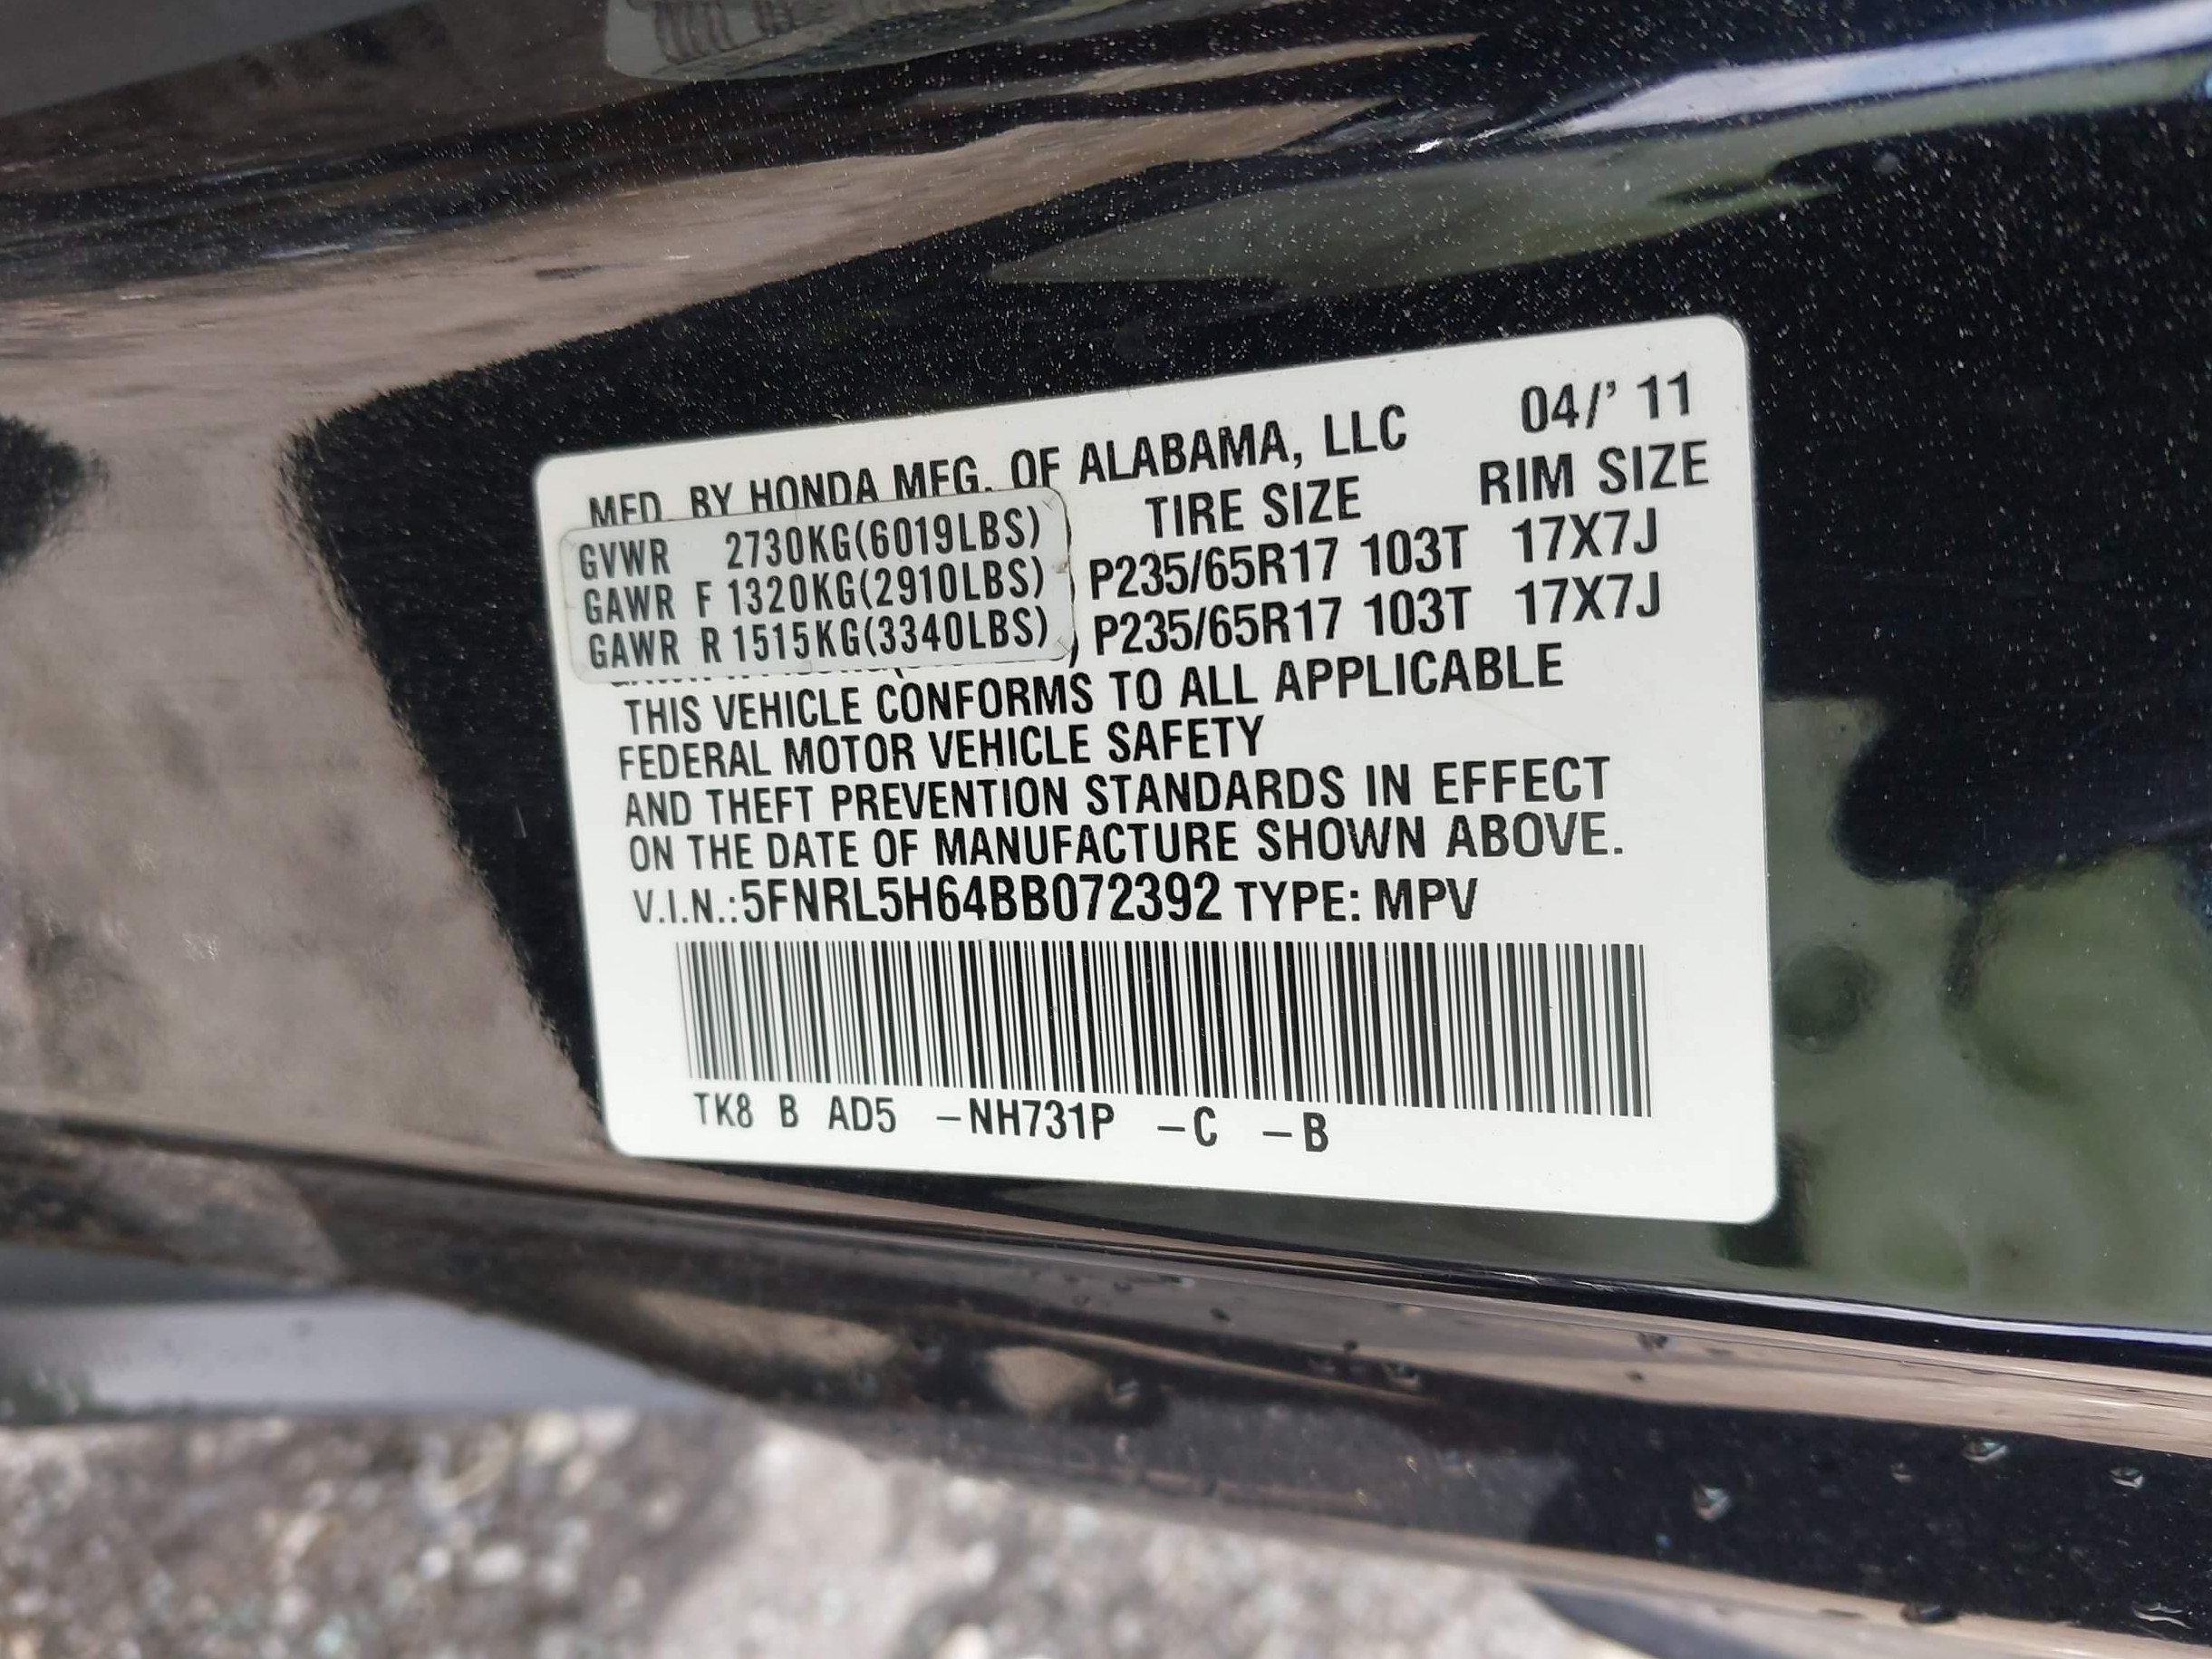 MFD. BY HONDA MFG. OF ALABAMA, LLC 04/' 11
TIRE SIZE RIM SIZE
GVWR 2730KG(6019LBS)
GAWR F 1320KG(2910LBS) , P235/65R17 103T 17X7J
GAWR R 1515KG(3340LBS) , P235/65R17 103T 17X7J
THIS VEHICLE CONFORMS TO ALL APPLICABLE
FEDERAL MOTOR VEHICLE SAFETY
AND THEFT PREVENTION STANDARDS IN EFFECT
ON THE DATE OF MANUFACTURE SHOWN ABOVE.
V.I.N.:5FNRL5H64BB072392 TYPE: MPV
TK8 B AD5 –NH731P –C –B